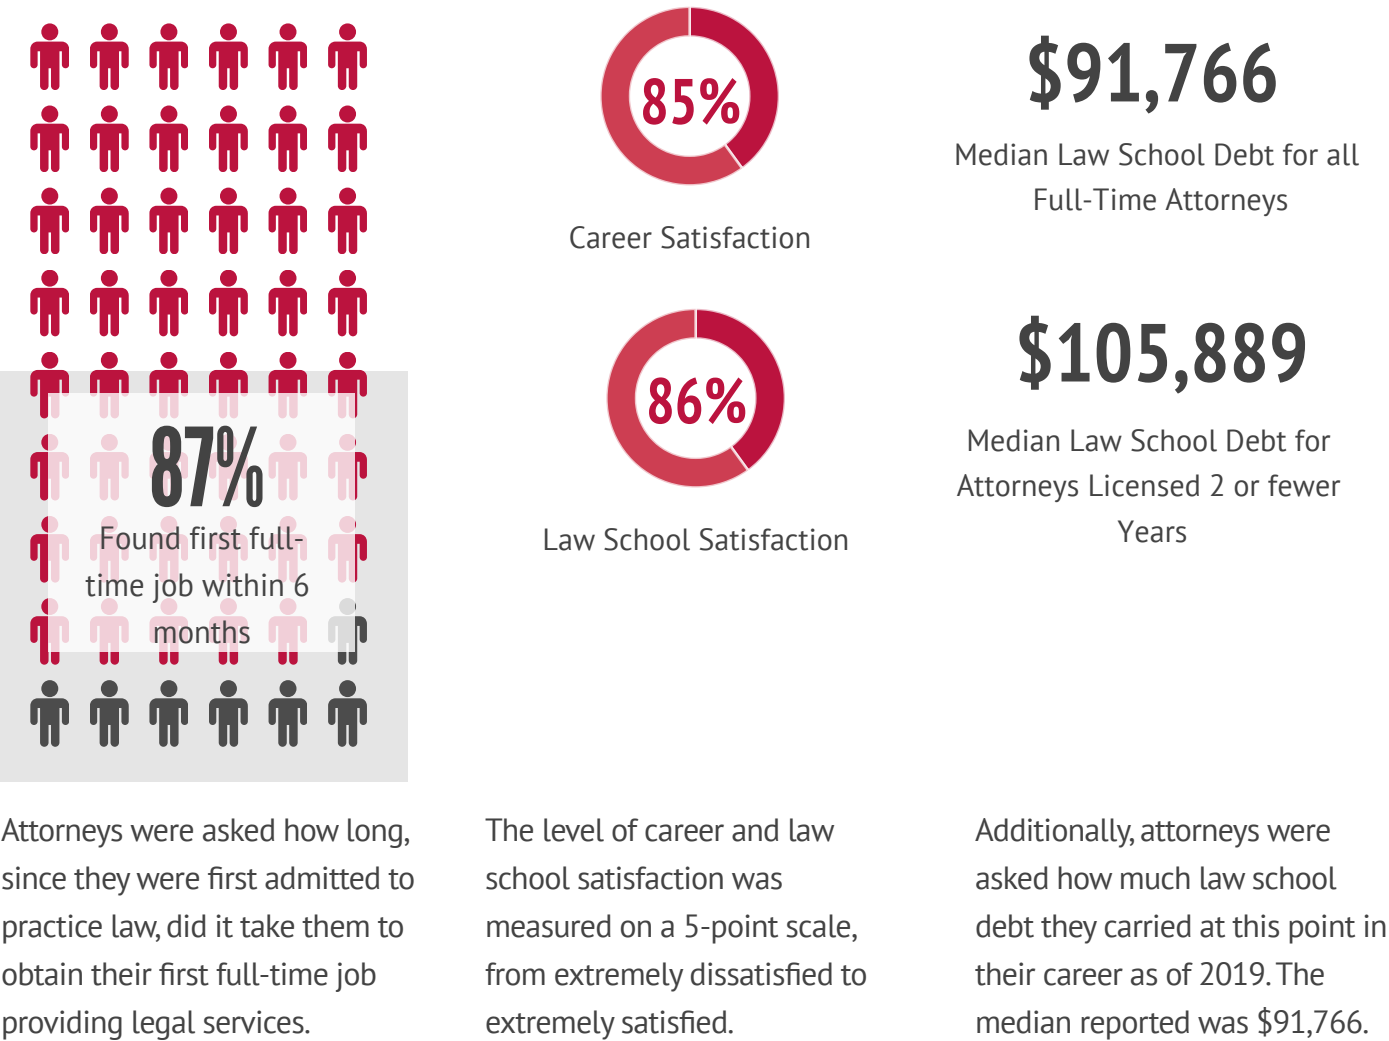 87%
Found first full-
time job within 6
months
85%
Career Satisfaction
86%
Law School Satisfaction
$91,766
Median Law School Debt for all
Full-Time Attorneys
$105,889
Median Law School Debt for
Attorneys Licensed 2 or fewer
Years
Attorneys were asked how long,
since they were first admitted to
practice law, did it take them to
obtain their first full-time job
providing legal services.
The level of career and law
school satisfaction was
measured on a 5-point scale,
from extremely dissatisfied to
extremely satisfied.
Additionally, attorneys were
asked how much law school
debt they carried at this point in
their career as of 2019. The
median reported was $91,766.